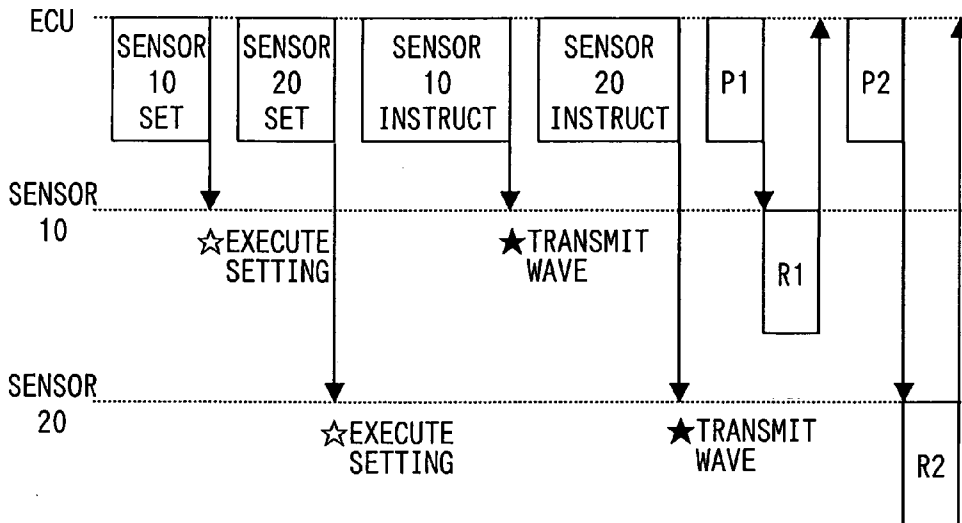 ECU
SENSOR
10
SET
SENSOR
20
SET
SENSOR
10
INSTRUCT
SENSOR
20
INSTRUCT
P1
P2
SENSOR
10
☆EXECUTE
SETTING
★TRANSMIT
WAVE
R1
SENSOR
20
☆EXECUTE
SETTING
★TRANSMIT
WAVE
R2